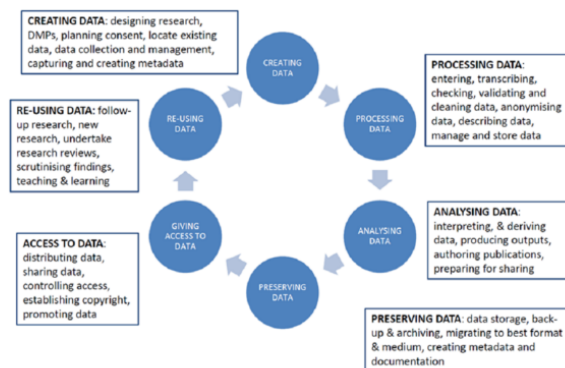 CREATING DATA: designing research,
DMPs, planning consent, locate existing
data, data collection and management,
capturing and creating metadata
CREATING
DATA
PROCESSING DATA:
entering, transcribing,
checking, validating and
cleaning data, anonymising
data, describing data,
manage and store data
PROCESSING
DATA
RE-USING DATA: follow-
up research, new
research, undertake
research reviews,
scrutinising findings,
teaching & learning
RE-USING
DATA
ANALYSING DATA:
interpreting, & deriving
data, producing outputs,
authoring publications,
preparing for sharing
ANALYSING
DATA
GIVING
ACCESS TO
DATA
ACCESS TO DATA:
distributing data,
sharing data,
controlling access,
establishing copyright,
promoting data
PRESERVING
DATA
PRESERVING DATA: data storage, back-
up & archiving, migrating to best format
& medium, creating metadata and
documentation